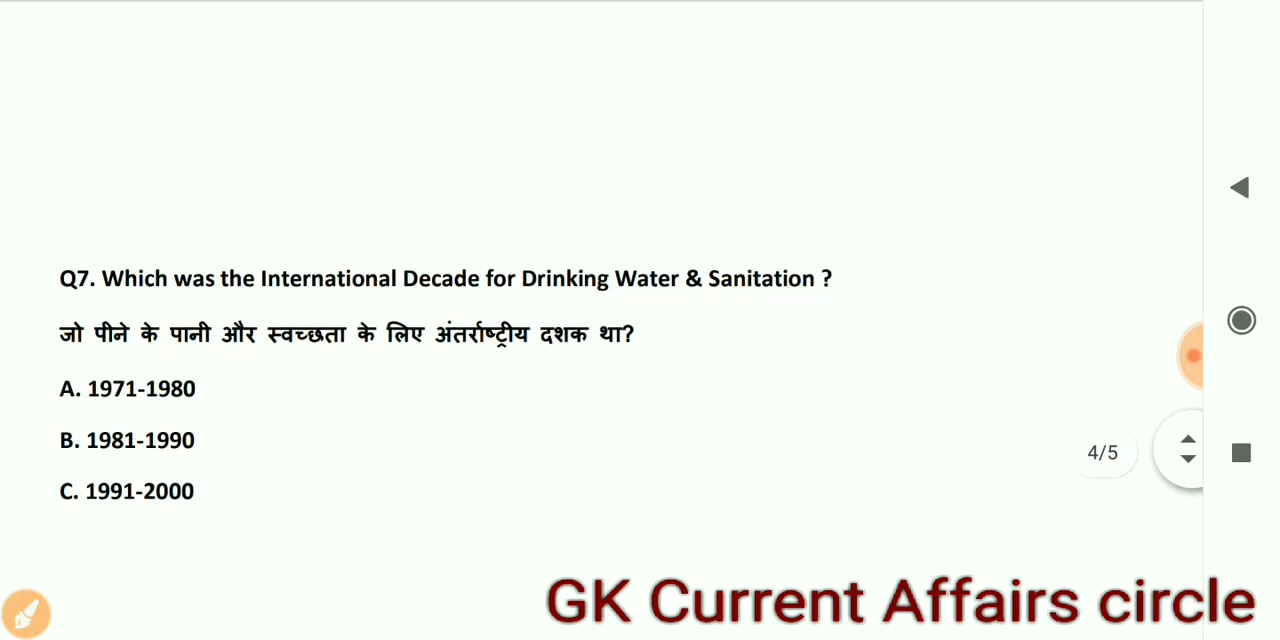 Q7. Which was the International Decade for Drinking Water & Sanitation ?
जो पीने के पानी और स्वच्छता के लिए अंतर्राष्ट्रीय दशक था?
A. 1971-1980
B. 1981-1990
4/5
C. 1991-2000
GK Current Affairs circle